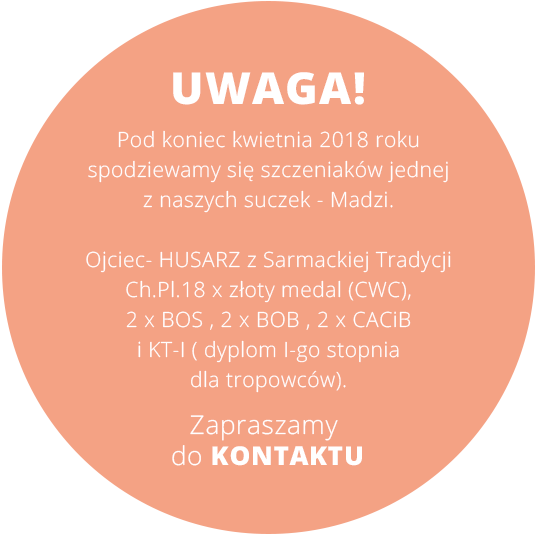 UWAGA!
Pod koniec kwietnia 2018 roku
spodziewamy się szczeniaków jednej
z naszych suczek - Madzi.
Ojciec- HUSARZ z Sarmackiej Tradycji
Ch.Pl.18 x złoty medal (CWC),
2 x BOS , 2 x BOB , 2 x CACiB
i KT-I ( dyplom I-go stopnia
dla tropowców).
Zapraszamy
do KONTAKTU